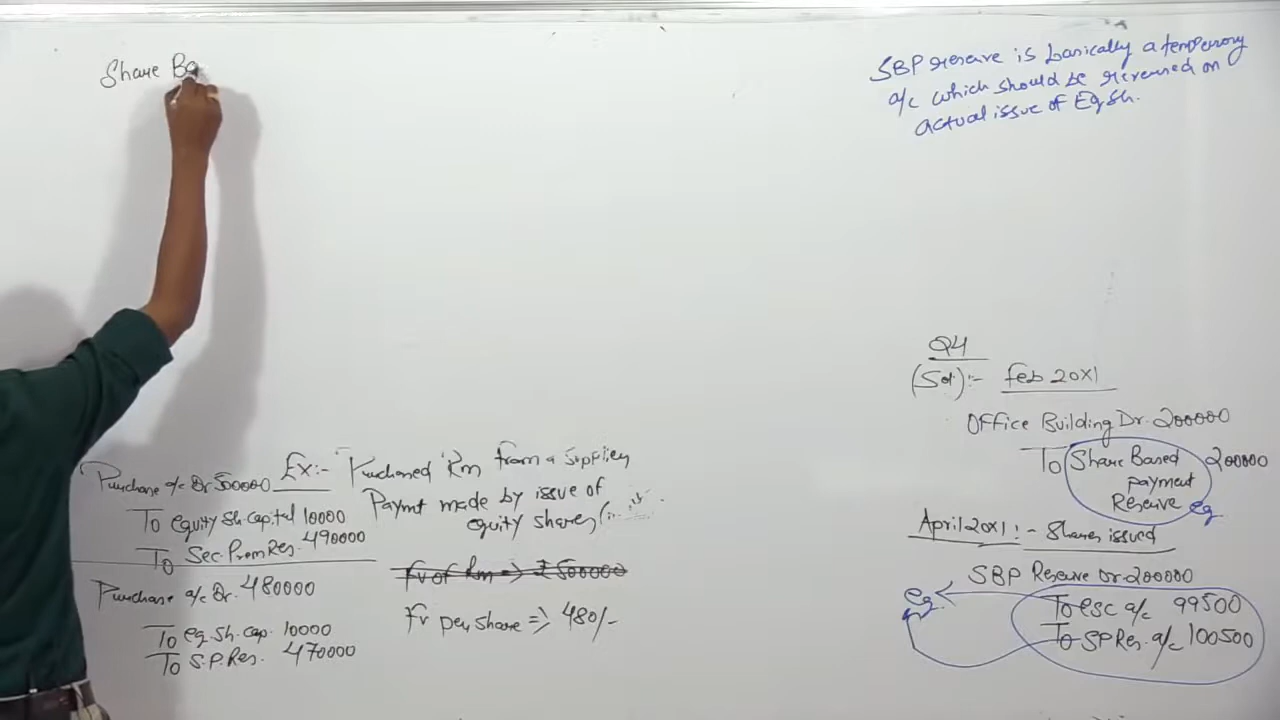 Share Ba
SBP reserve is basically a temporary
a/c which should be reversed on
actual issue of Eq Sh.
Q4
(Sol):- Feb 20X1
Office Building Dr. 200000
To Share Based 200000
payment
Reserve eq
April 20X1:- Shares issued
SBP Reserve Dr. 200000
eq
To esc a/c 99500
To SP Res. a/c 100500
Purchase a/c Dr 500000
To equity Sh. Capital 10000
To Sec. Prem Res. 490000
Purchase a/c Dr. 480000
To eq. Sh. Cap. 10000
To S.P. Res. 470000
Ex:- Purchased Rm from a Supplier
Paymt made by issue of
equity shares (
Fv of Rm => ₹ 500000
Fv per share => 480/-